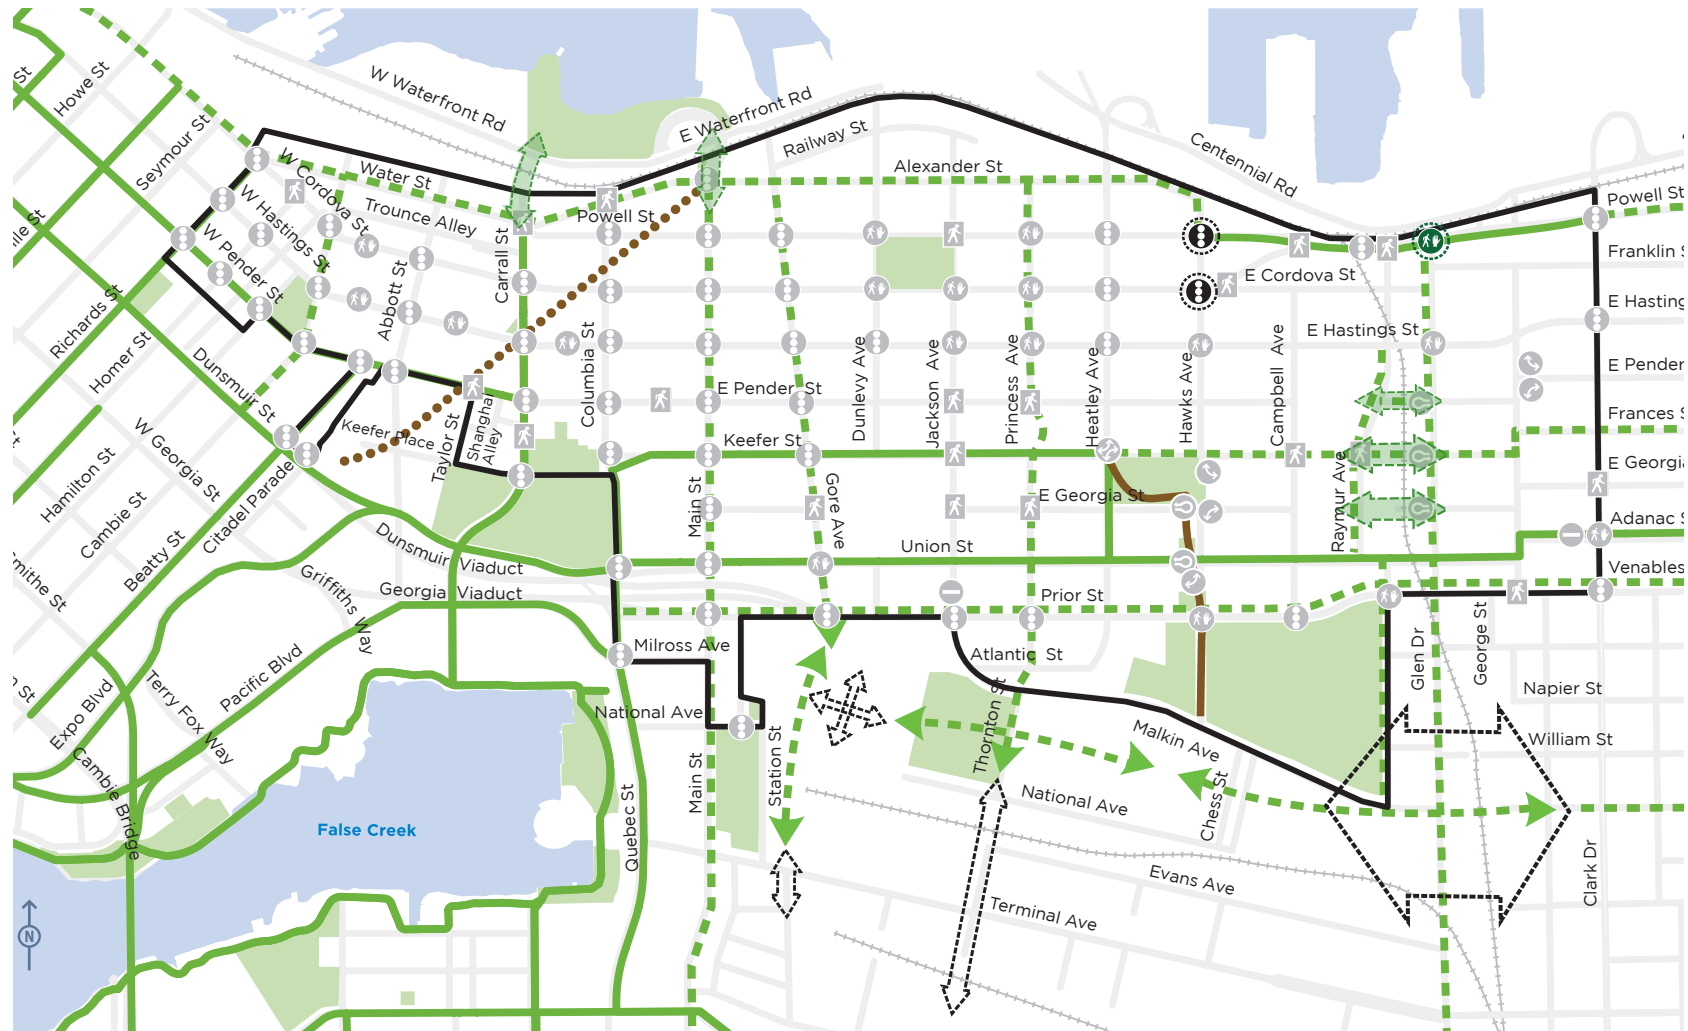 St
Howe St
W Waterfront Rd
E Waterfront Rd
Railway St
Centennial Rd
Seymour St
Water St
W Cordova St
Trounce Alley
Powell St
Alexander St
Powell St
W Hastings St
W Pender St
Carrall St
E Cordova St
Franklin S
Abbott St
Richards St
Homer St
Dunsmuir St
Columbia St
E Hastings St
E Hasting
Dunlevy Ave
Jackson Ave
Princess Ave
Heatley Ave
Hawks Ave
Campbell Ave
E Pender St
E Pender
Keefer Place
Taylor St
Shanghai
Alley
Keefer St
Frances S
Hamilton St
W Georgia St
Cambie St
Citadel Parade
Beatty St
Main St
Gore Ave
E Georgia St
Raymur Ave
E Georgia
Adanac S
Dunsmuir Viaduct
Union St
Venables
Georgia Viaduct
Griffiths Way
Prior St
Milross Ave
Atlantic St
Glen Dr
George St
Expo Blvd
Terry Fox Way
Pacific Blvd
National Ave
Station St
Thornton St
Malkin Ave
Napier St
William St
Cambie Bridge
False Creek
Quebec St
Main St
National Ave
Chess St
Evans Ave
Terminal Ave
Clark Dr
N